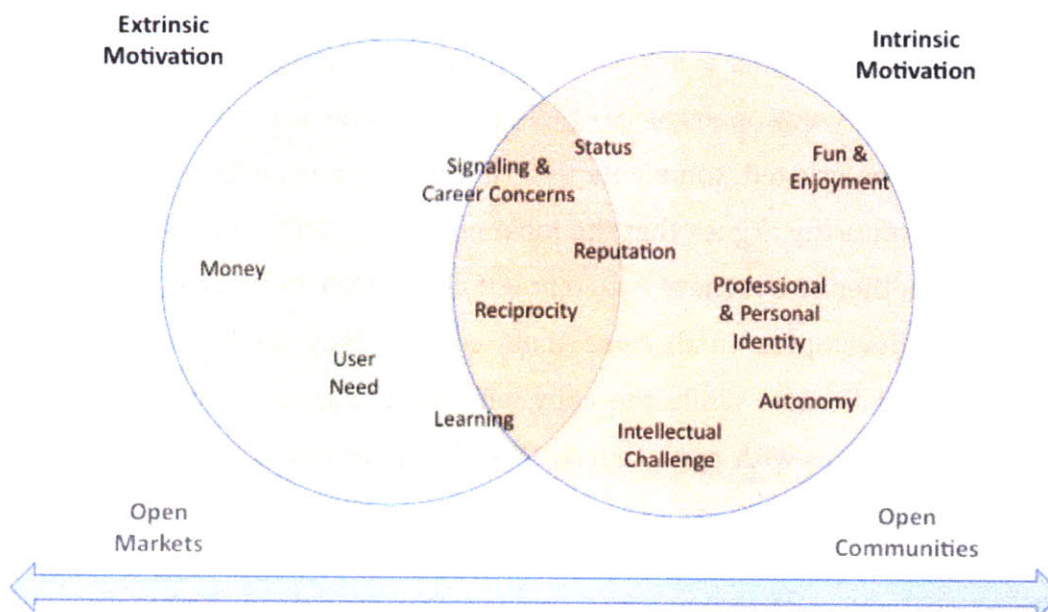 Extrinsic
Motivation
Intrinsic
Motivation
Status
Fun &
Enjoyment
Signaling &
Career Concerns
Reputation
Money
Professional
& Personal
Identity
Reciprocity
User
Need
Autonomy
Learning
Intellectual
Challenge
Open
Markets
Open
Communities